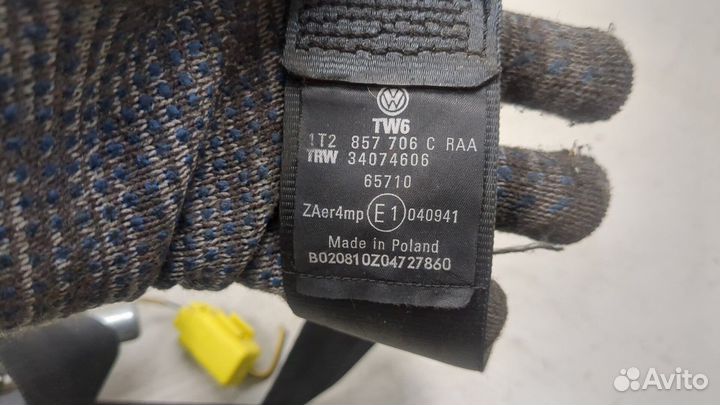 TW6
1T2 857 706 C RAA
TRW 34074606
65710
ZAer4mp E1 040941
Made in Poland
B020810Z04727860
Avito